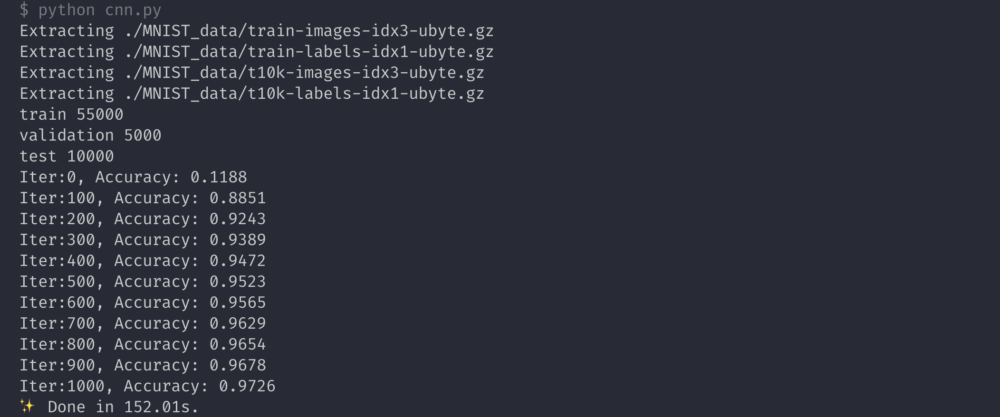 $ python cnn.py
Extracting ./MNIST_data/train-images-idx3-ubyte.gz
Extracting ./MNIST_data/train-labels-idx1-ubyte.gz
Extracting ./MNIST_data/t10k-images-idx3-ubyte.gz
Extracting ./MNIST_data/t10k-labels-idx1-ubyte.gz
train 55000
validation 5000
test 10000
Iter:0, Accuracy: 0.1188
Iter:100, Accuracy: 0.8851
Iter:200, Accuracy: 0.9243
Iter:300, Accuracy: 0.9389
Iter:400, Accuracy: 0.9472
Iter:500, Accuracy: 0.9523
Iter:600, Accuracy: 0.9565
Iter:700, Accuracy: 0.9629
Iter:800, Accuracy: 0.9654
Iter:900, Accuracy: 0.9678
Iter:1000, Accuracy: 0.9726
✨ Done in 152.01s.